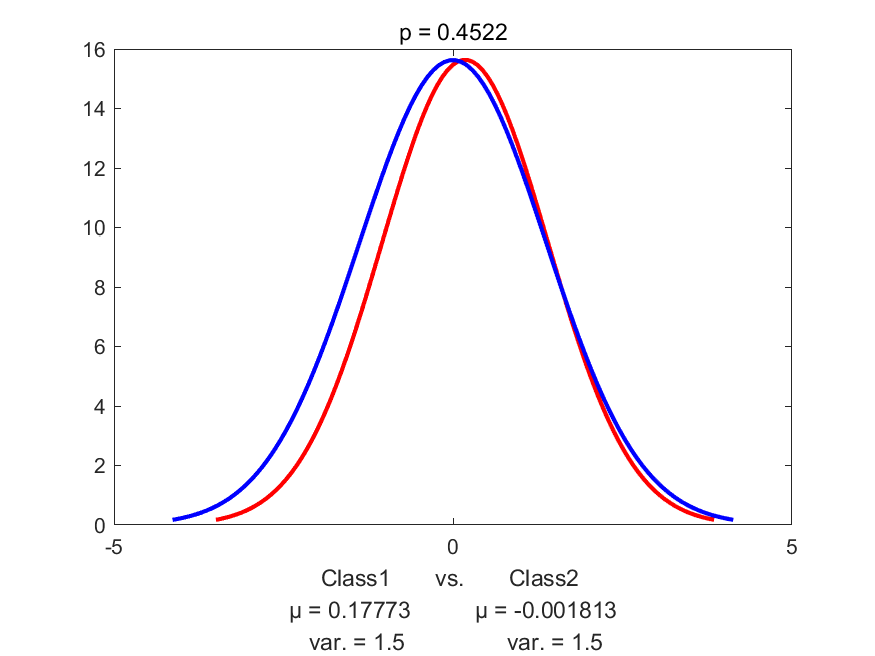 p = 0.4522
16
14
12
10
8
6
4
2
0
-5 0 5
Class1 vs. Class2
μ = 0.17773 μ = -0.001813
var. = 1.5 var. = 1.5